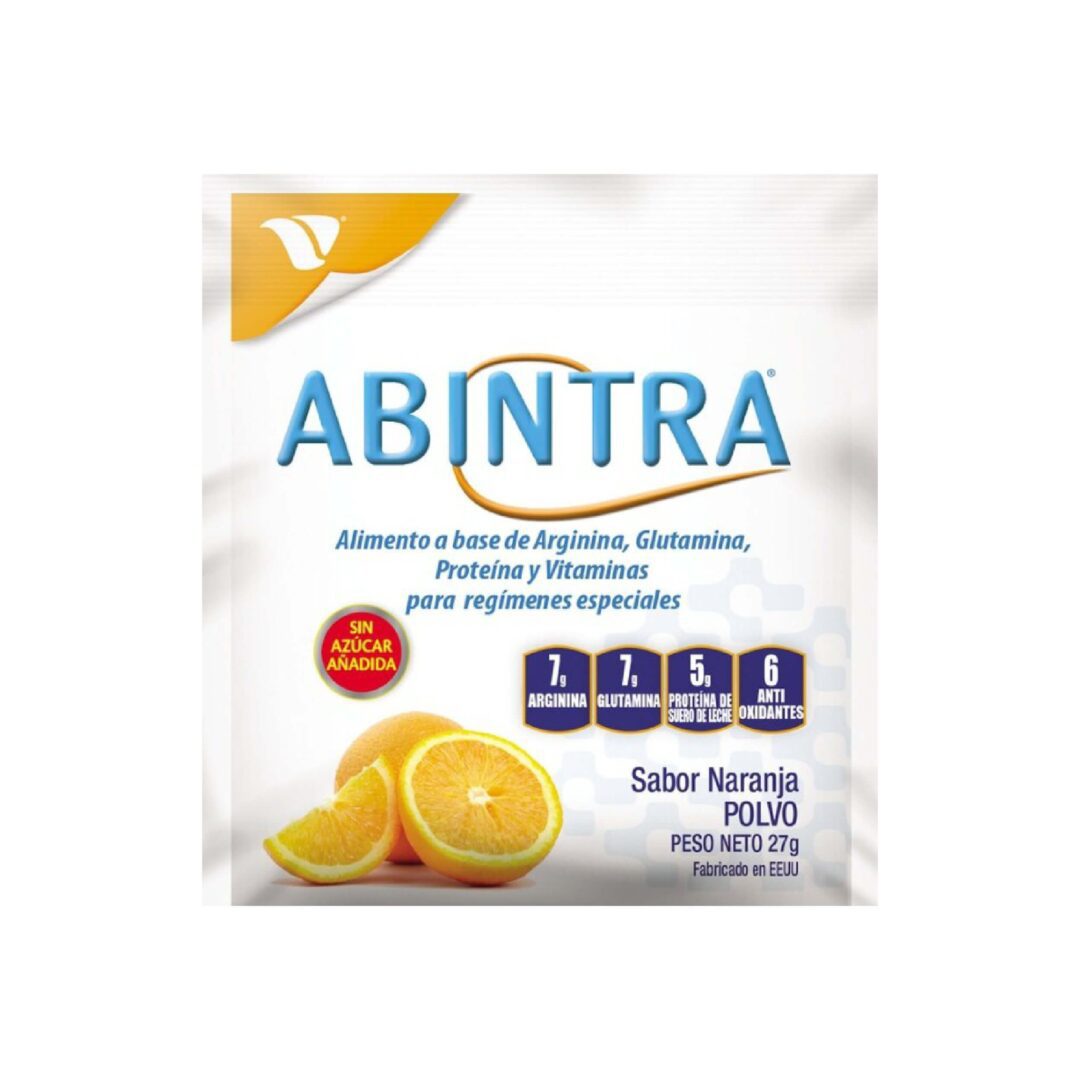 ABINTRA®
Alimento a base de Arginina, Glutamina,
Proteína y Vitaminas
para regímenes especiales
SIN
AZÚCAR
AÑADIDA
7g
ARGININA
7g
GLUTAMINA
5g
PROTEÍNA DE
SUERO DE LECHE
6
ANTI
OXIDANTES
Sabor Naranja
POLVO
PESO NETO 27g
Fabricado en EEUU